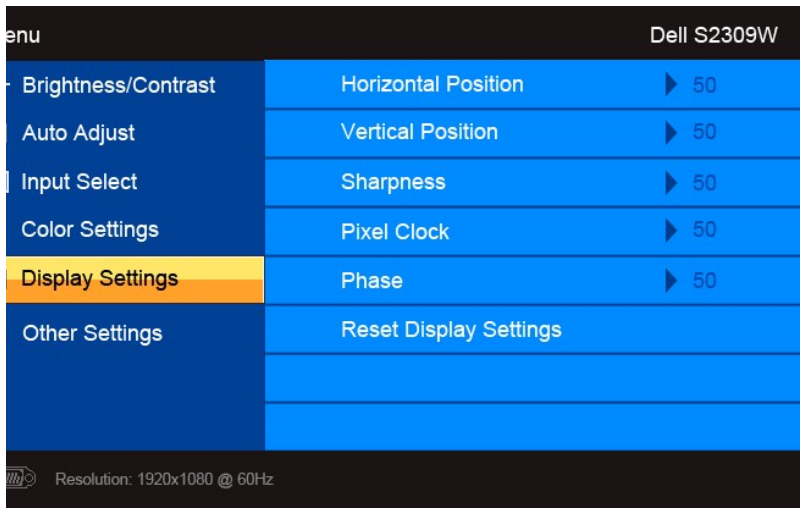 enu Dell S2309W
Brightness/Contrast Horizontal Position 50
Auto Adjust Vertical Position 50
Input Select Sharpness 50
Color Settings Pixel Clock 50
Display Settings Phase 50
Other Settings Reset Display Settings
Resolution: 1920x1080 @ 60Hz